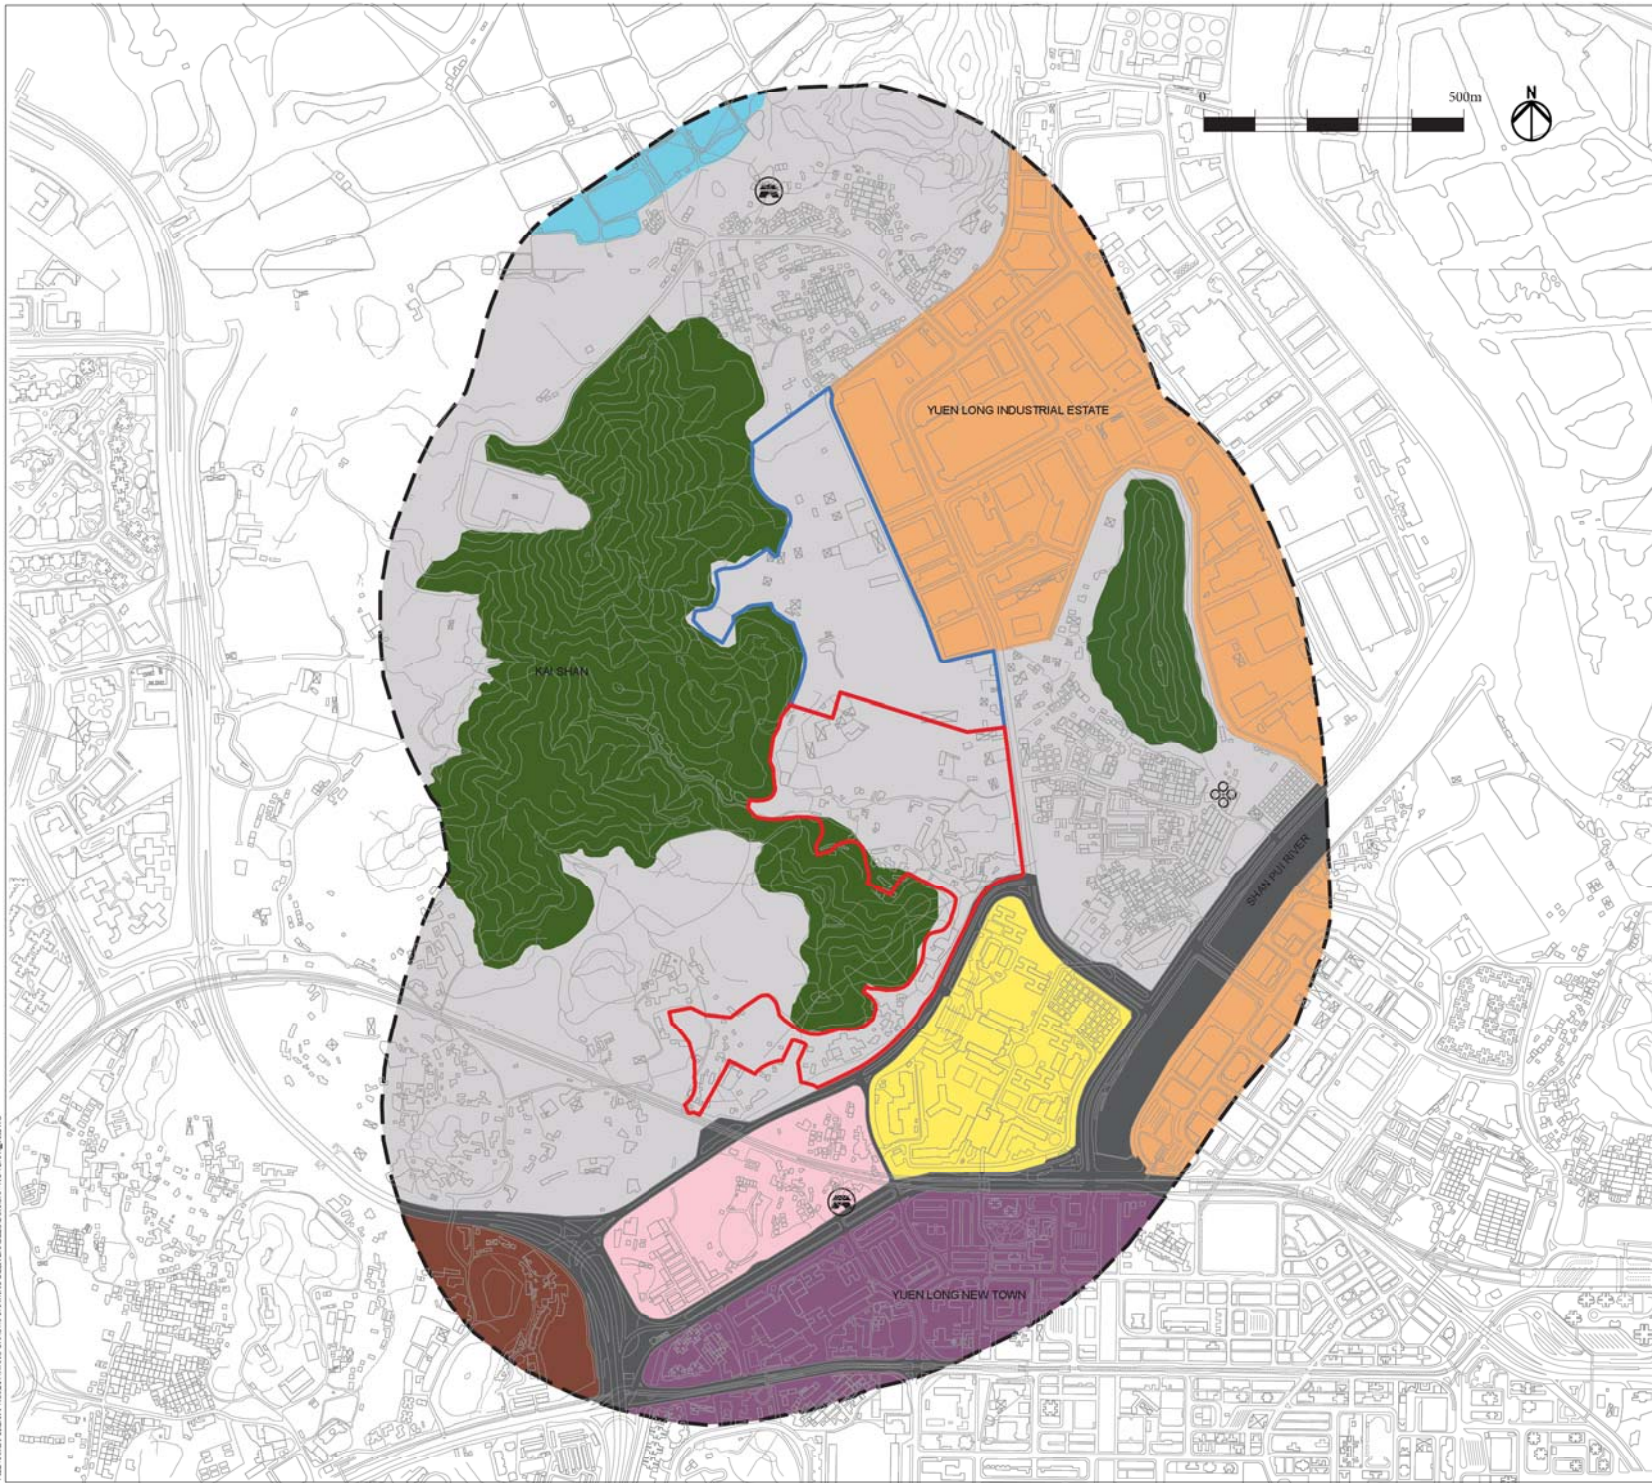 0 500m
N
YUEN LONG INDUSTRIAL ESTATE
KAI SHAN
SHAN PUI RIVER
YUEN LONG NEW TOWN